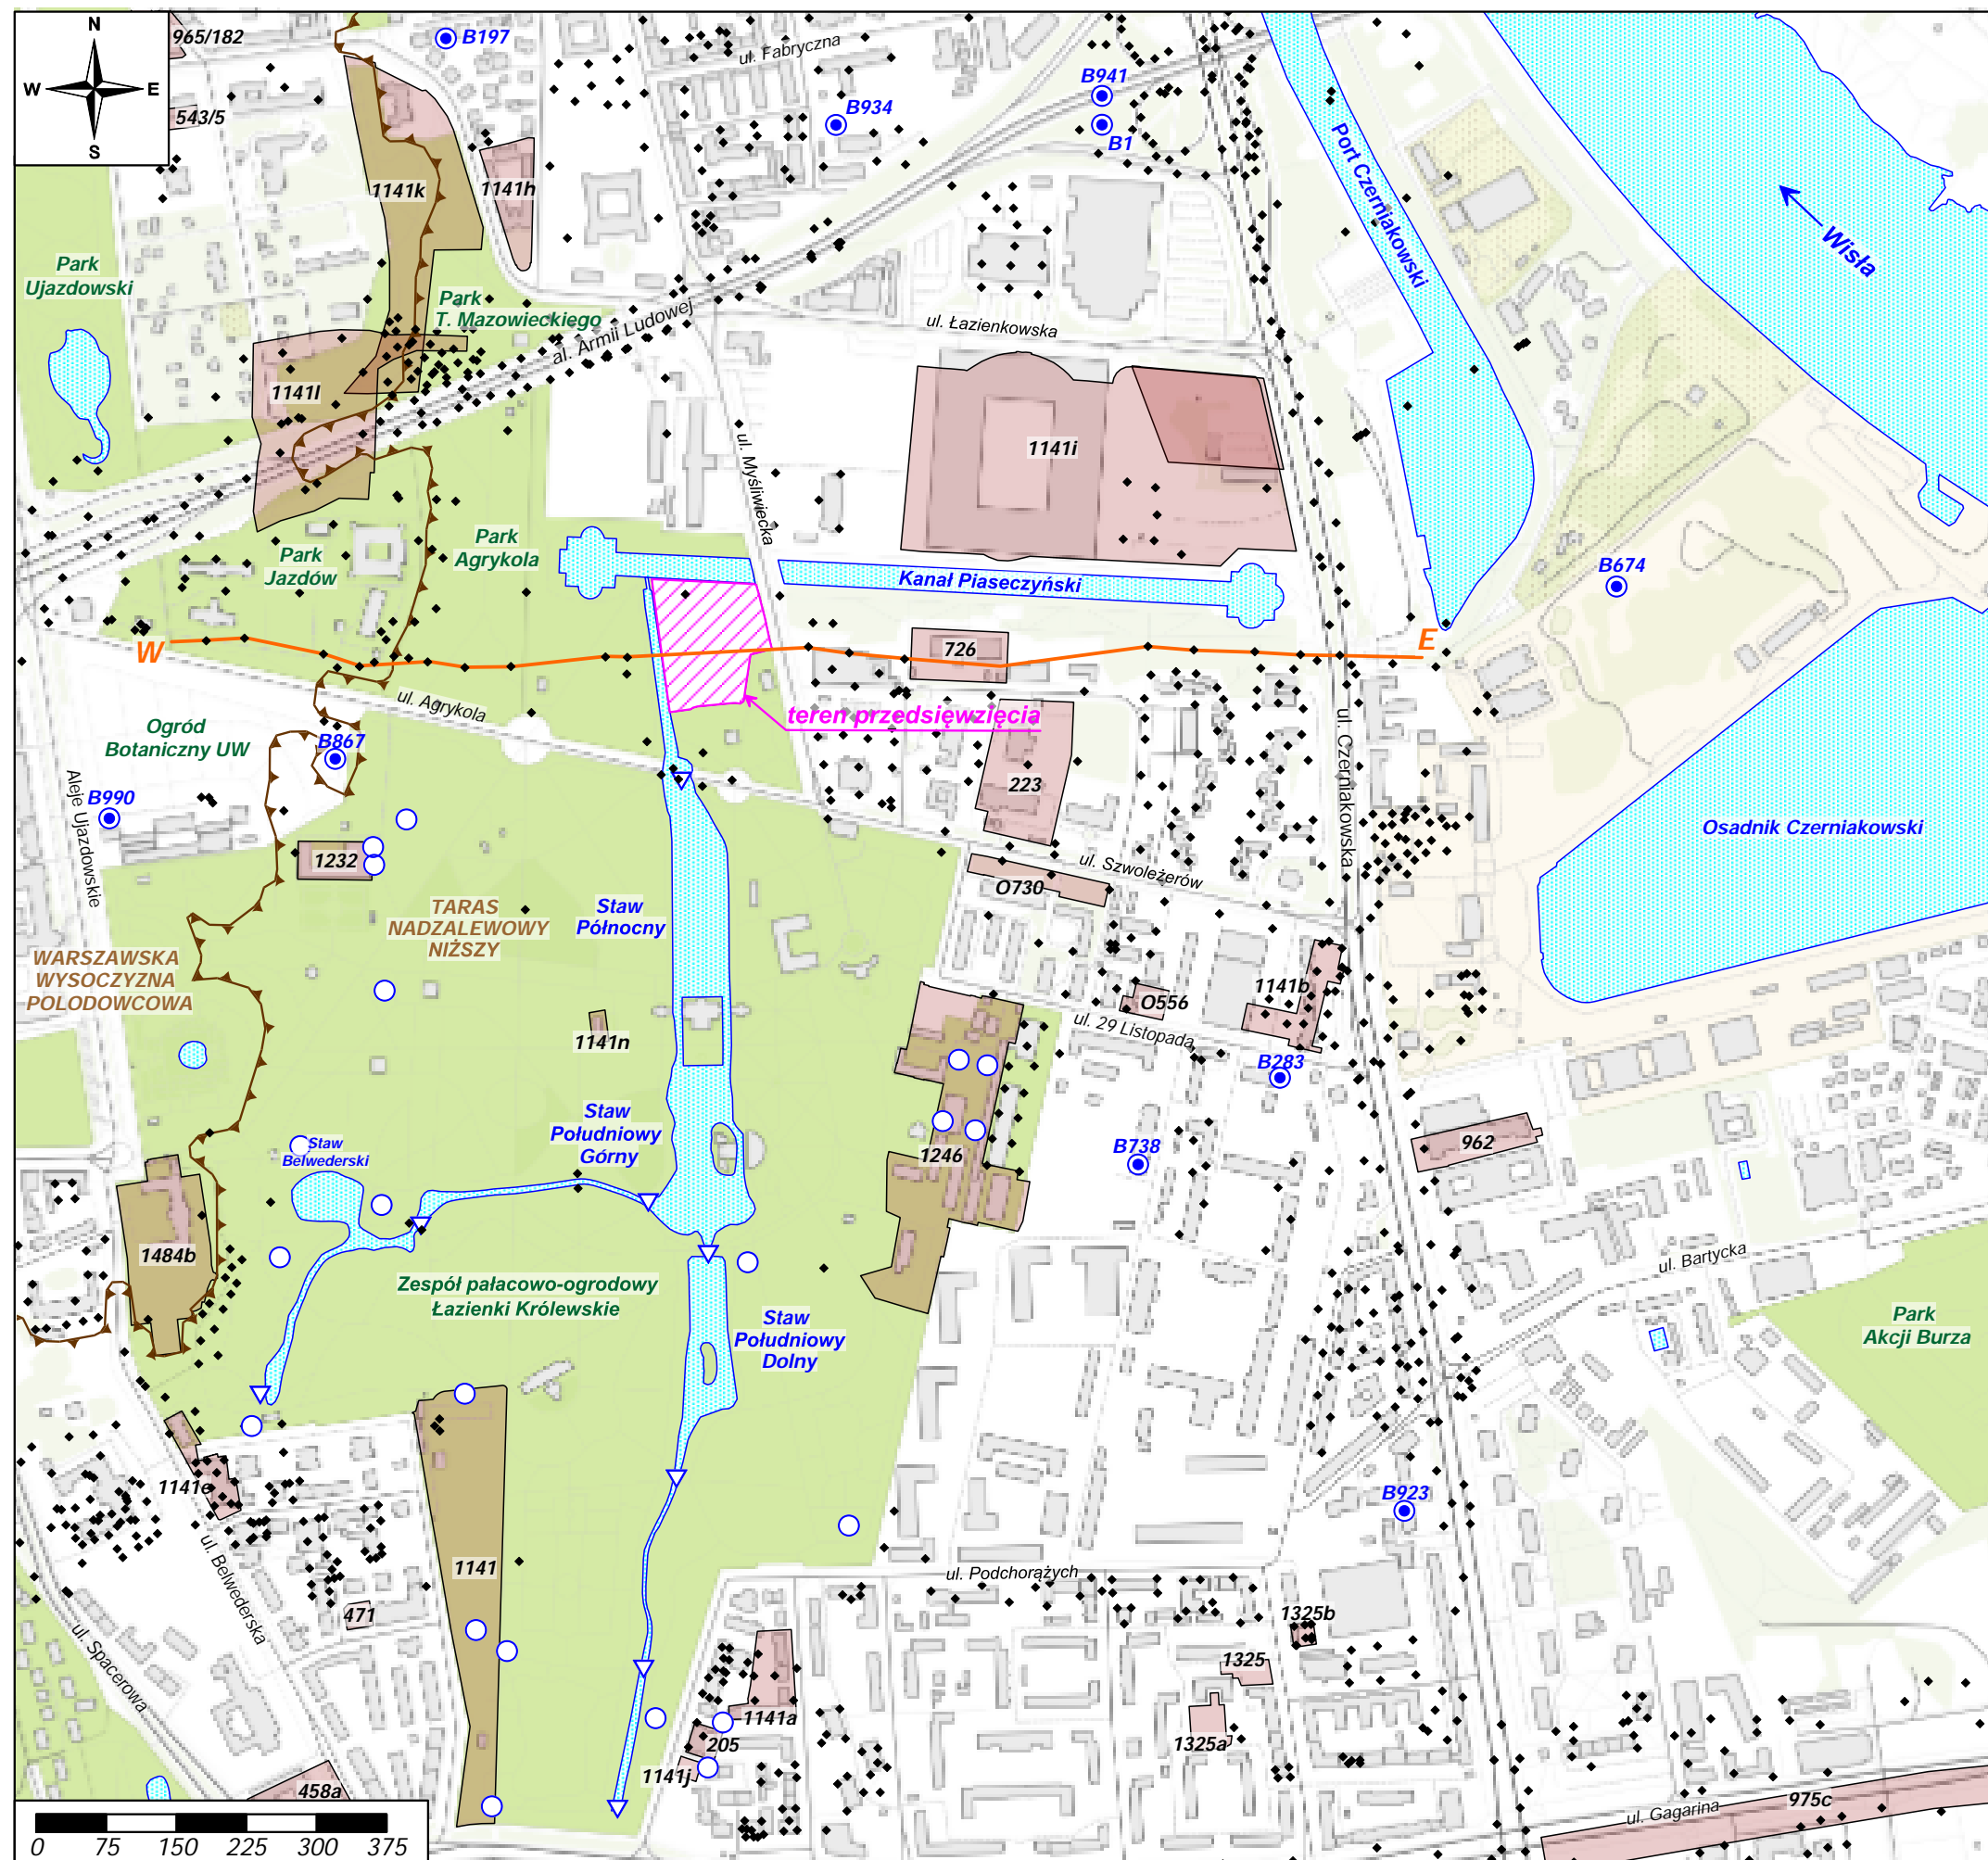 N
W E
S
965/182
543/5
B197
ul. Fabryczna
B934
B941
B1
Port Czerniakowski
Wisła
1141k
1141h
Park
Ujazdowski
Park
T. Mazowieckiego
al. Armii Ludowej
ul. Łazienkowska
1141l
1141i
ul. Myśliwiecka
Park
Agrykola
Park
Jazdów
Kanał Piaseczyński
B674
W
E
726
ul. Agrykola
teren przedsięwzięcia
Ogród
Botaniczny UW
B867
B990
Aleje Ujazdowskie
223
ul. Czerniakowska
Osadnik Czerniakowski
1232
ul. Szwoleżerów
O730
TARAS
NADZALEWOWY
NIŻSZY
Staw
Północny
WARSZAWSKA
WYSOCZYZNA
POLODOWCOWA
1141b
O556
ul. 29 Listopada
1141n
B283
Staw
Południowy
Górny
Staw
Belwederski
1246
B738
962
1484b
ul. Bartycka
Zespół pałacowo-ogrodowy
Łazienki Królewskie
Staw
Południowy
Dolny
Park
Akcji Burza
1141e
B923
ul. Belwederska
1141
ul. Podchorążych
471
ul. Spacerowa
1325b
1325
1141a
205
1325a
1141j
458a
975c
ul. Gagarina
0 75 150 225 300 375